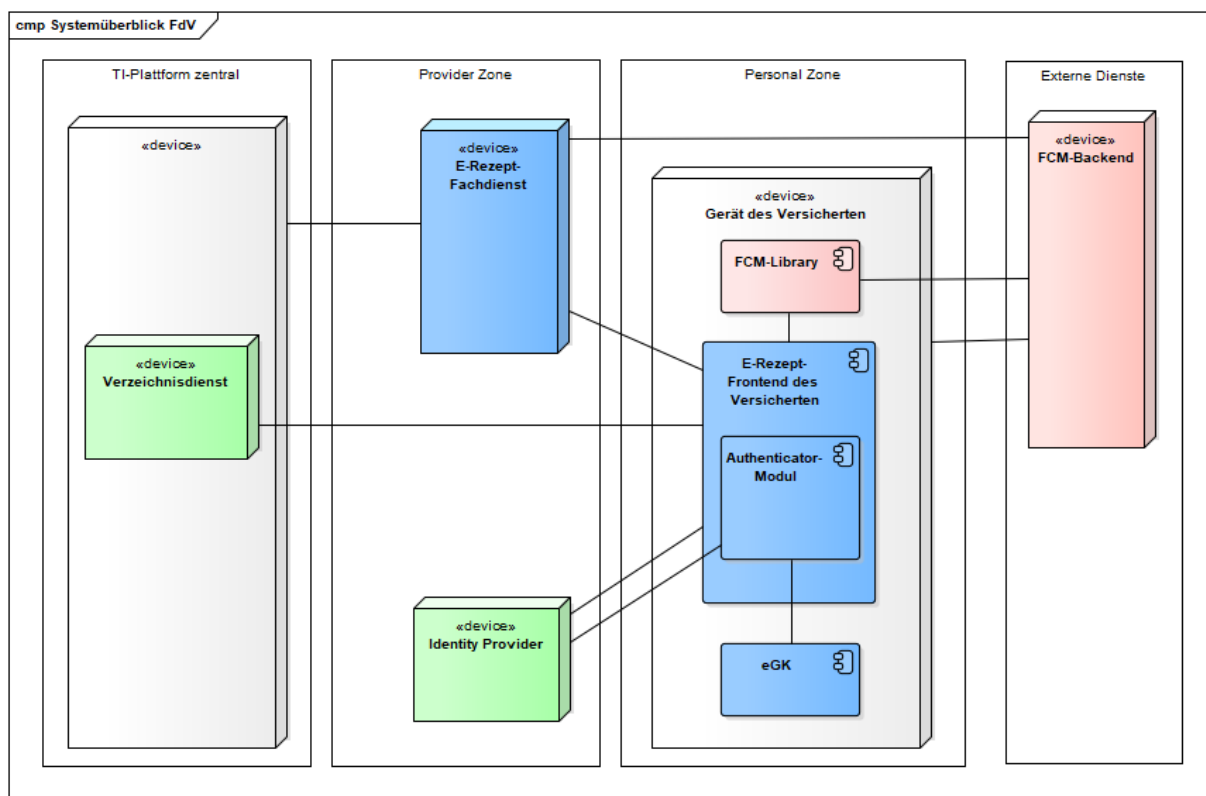 cmp Systemüberblick FdV
TI-Plattform zentral
«device»
«device»
Verzeichnisdienst
Provider Zone
«device»
E-Rezept-
Fachdienst
«device»
Identity Provider
Personal Zone
«device»
Gerät des Versicherten
FCM-Library
E-Rezept-
Frontend des
Versicherten
Authenticator-
Modul
eGK
Externe Dienste
«device»
FCM-Backend